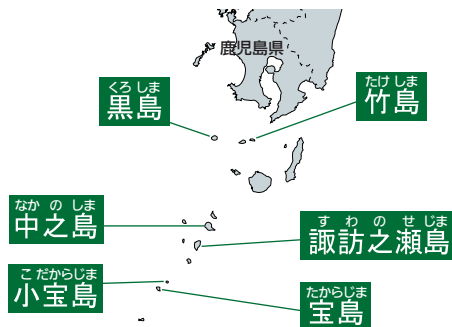 鹿児島県
くろ しま
黒島
たけ しま
竹島
なか の しま
中之島
す わ の せ じま
諏訪之瀬島
こ だからじま
小宝島
たからじま
宝島